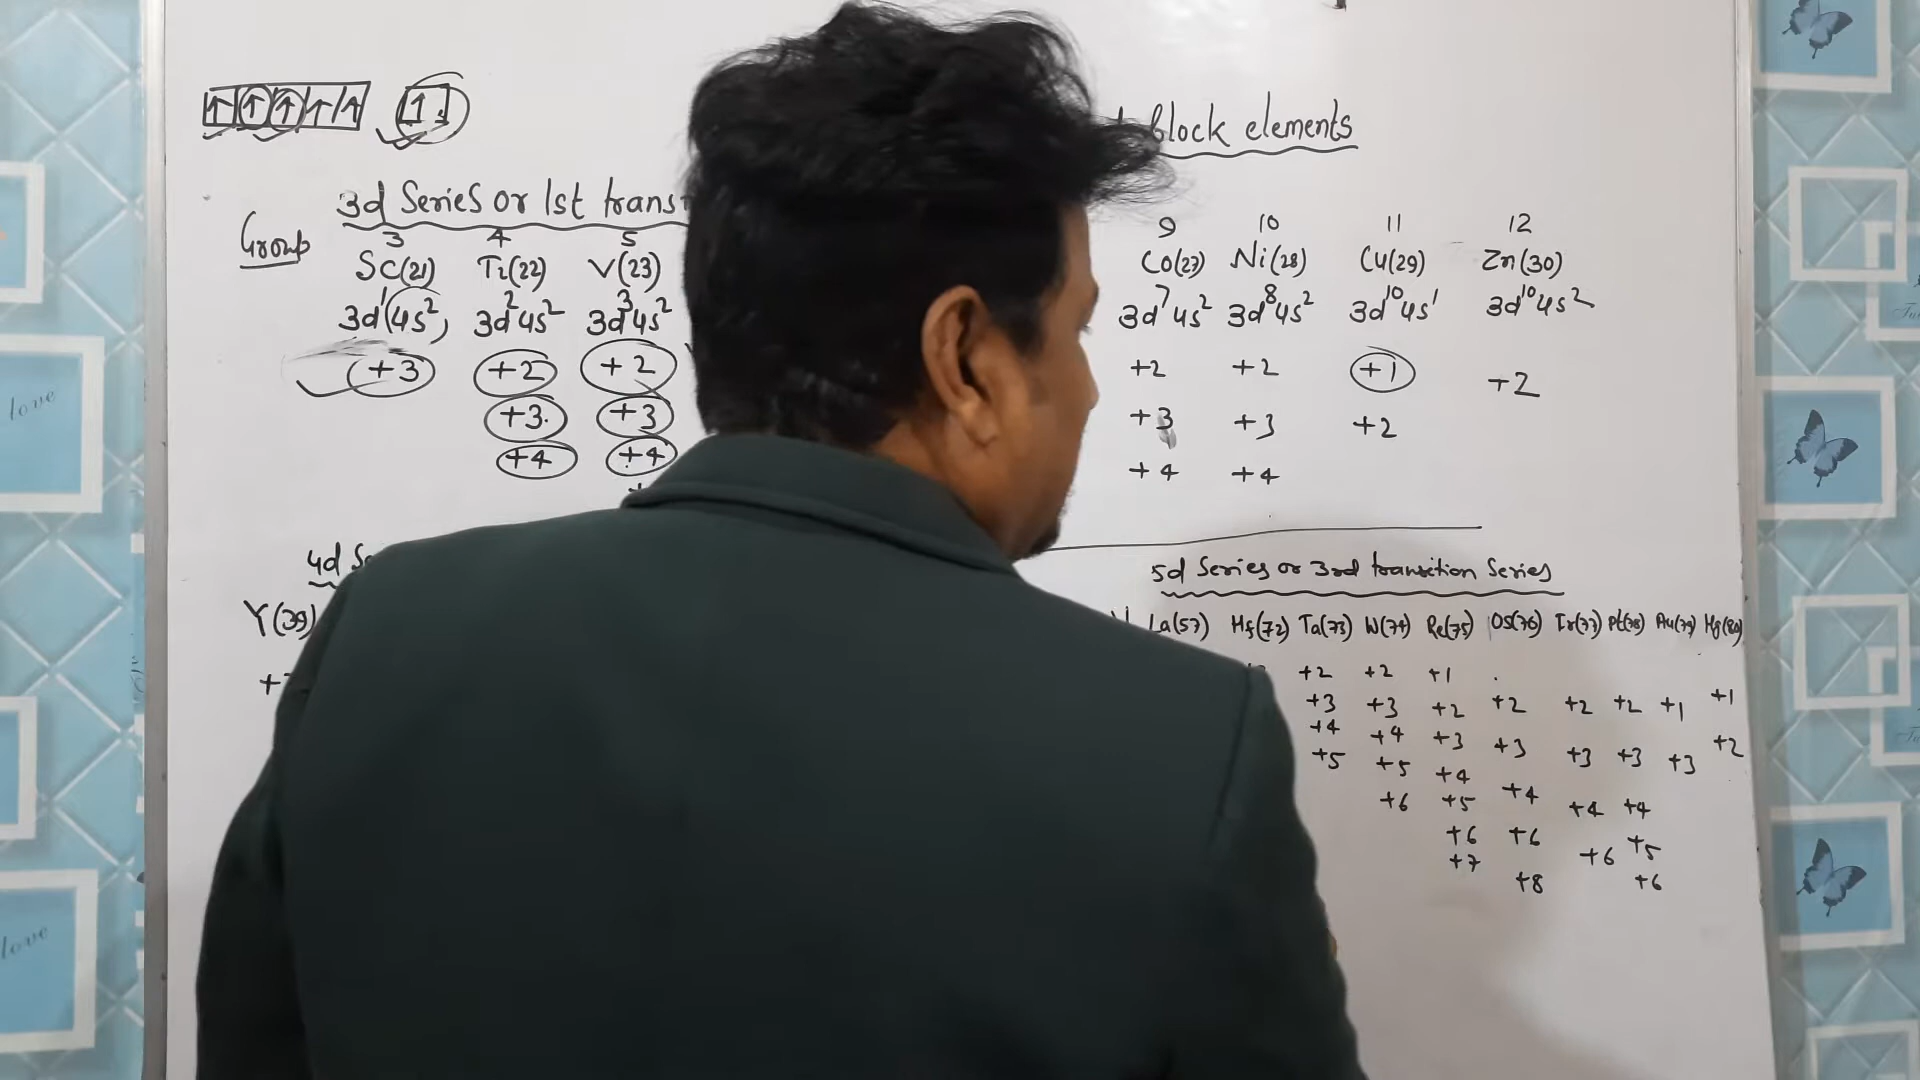 block elements
3d Series or 1st trans
Group
3 4 5 9 10 11 12
Sc(21) Ti(22) V(23) Co(27) Ni(28) Cu(29) Zn(30)
3d¹(4s², 3d²4s² 3d³4s² 3d⁷4s² 3d⁸4s² 3d¹⁰4s¹ 3d¹⁰4s²
+3 +2 +2 +2 +2 +1 +2
+3 +3 +3 +3 +2
+4 +4 +4 +4
4d Se
5d Series or 3rd transition Series
Y(39) La(57) Hf(72) Ta(73) W(74) Re(75) Os(76) Ir(77) Pt(78) Au(79) Hg(80)
+2 +2 +1
+3 +3 +2 +2 +2 +2 +1 +1
+4 +4 +3 +3 +3 +3 +3 +2
+5 +5 +4 +4 +4 +4
+6 +5
+6 +6 +6 +5
+7 +8 +6
love
love